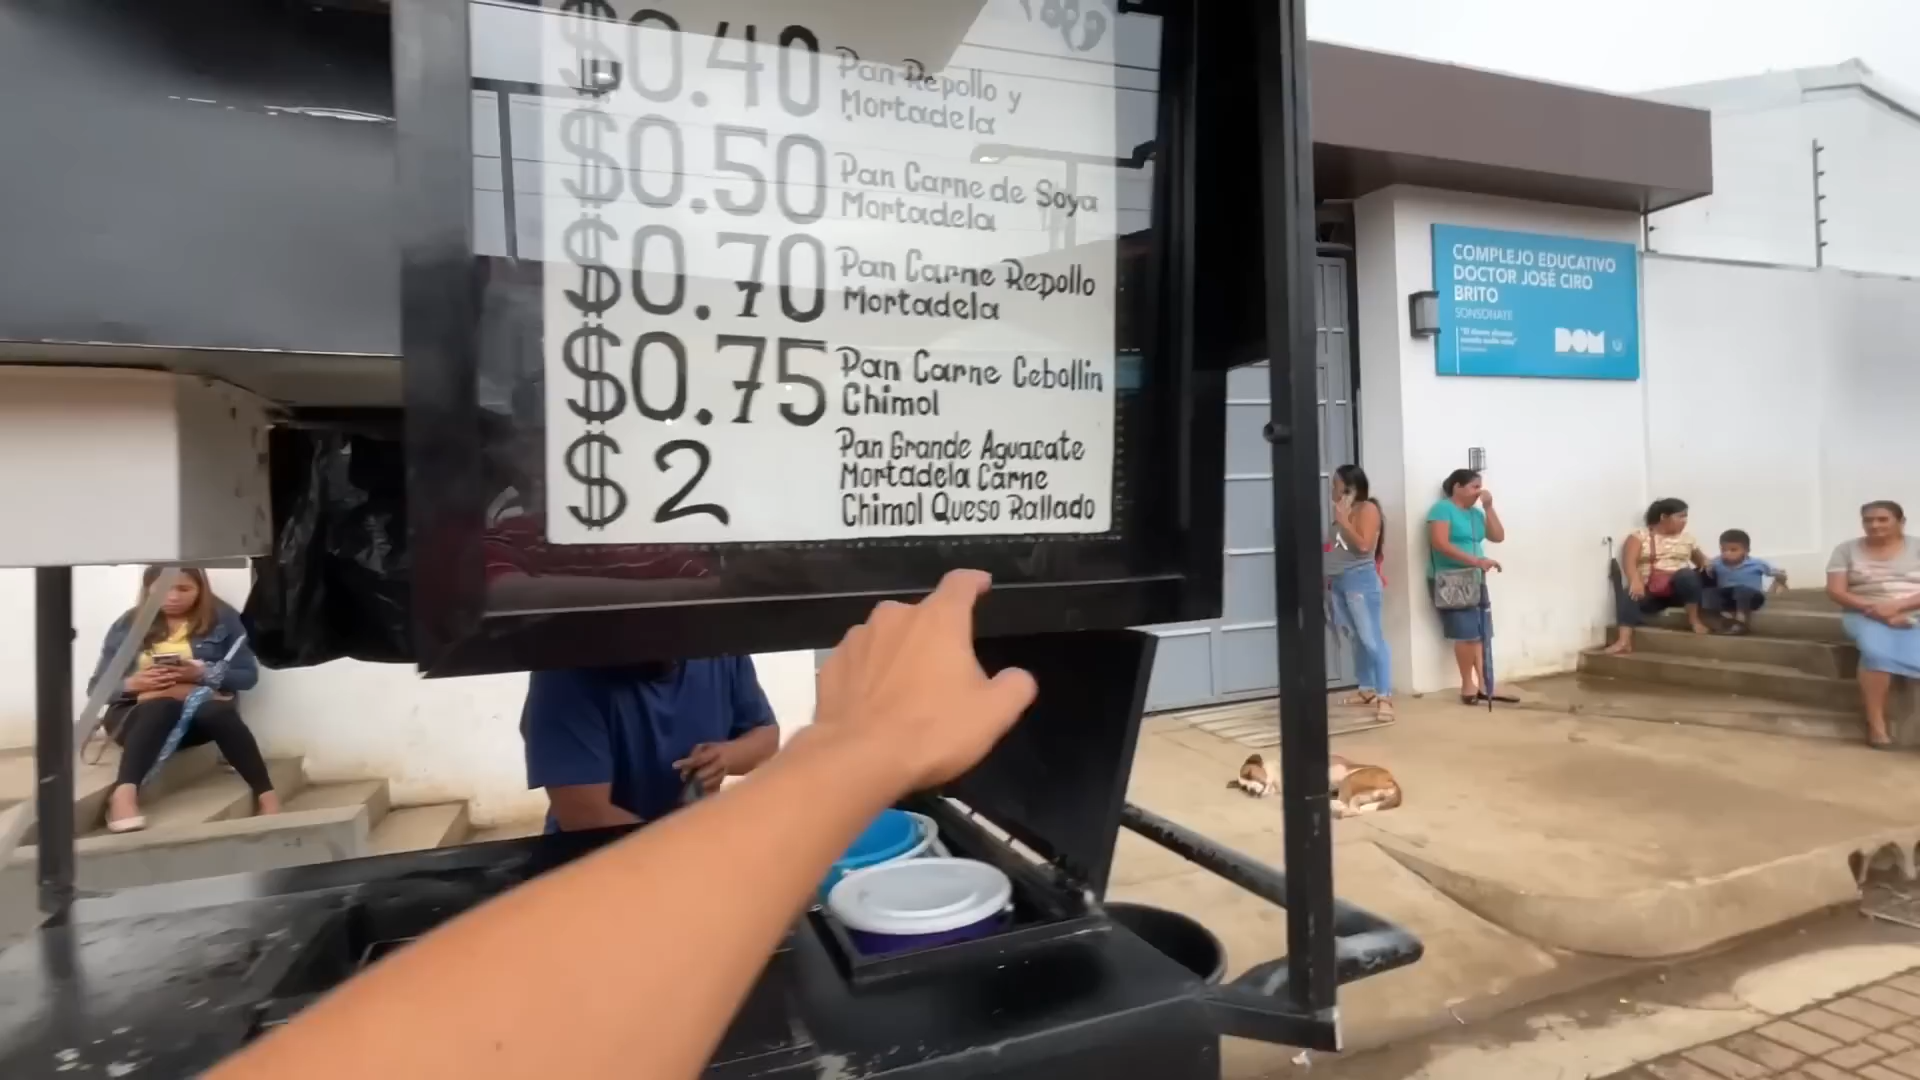 $0.40 Pan Repollo y
Mortadela
$0.50 Pan Carne de Soya
Mortadela
$0.70 Pan Carne Repollo
Mortadela
$0.75 Pan Carne Cebollin
Chimol
$2 Pan Grande Aguacate
Mortadela Carne
Chimol Queso Rallado
COMPLEJO EDUCATIVO
DOCTOR JOSÉ CIRO
BRITO
SONSONATE
DOM